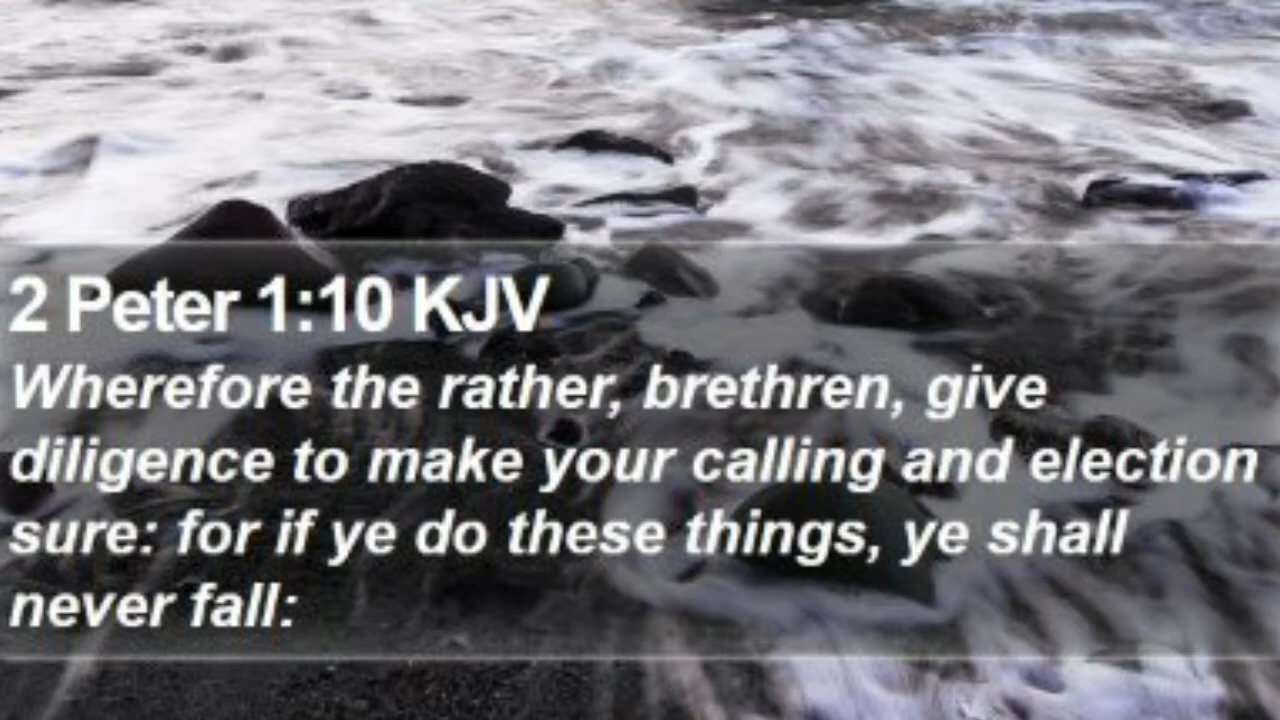 2 Peter 1:10 KJV
Wherefore the rather, brethren, give
diligence to make your calling and election
sure: for if ye do these things, ye shall
never fall: